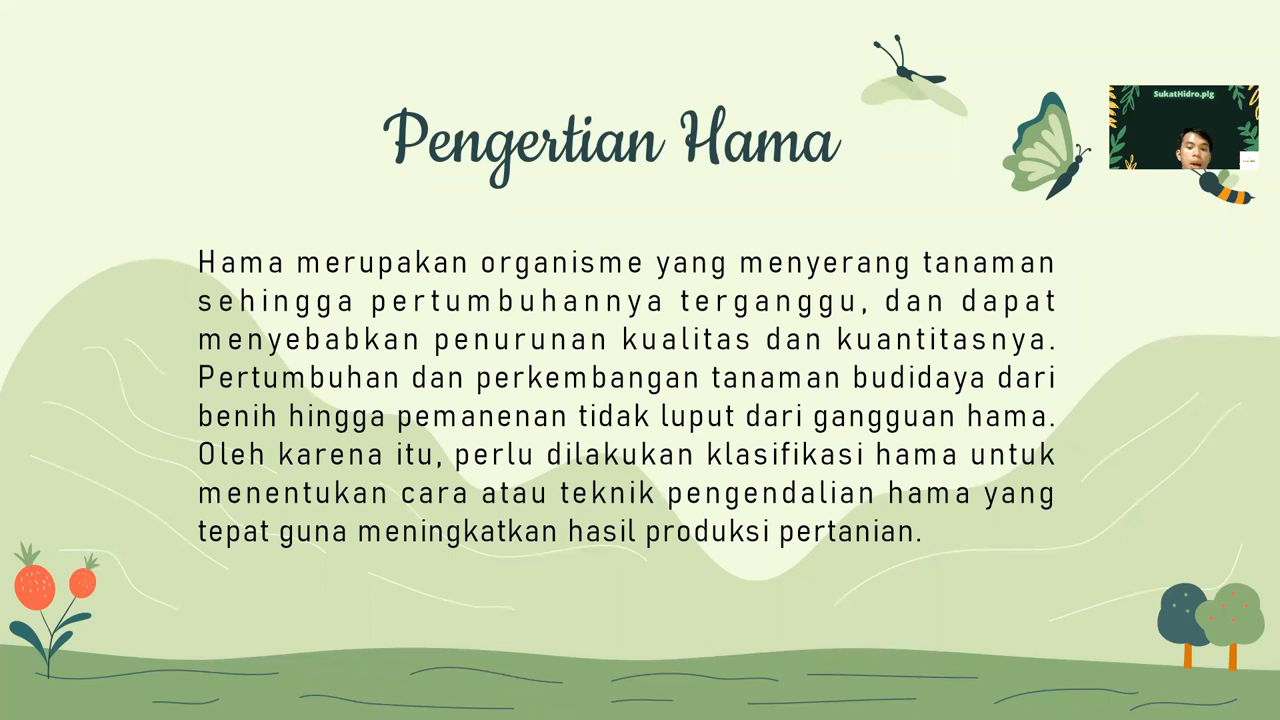 Pengertian Hama
SukatHidro.plg
Hama merupakan organisme yang menyerang tanaman
sehingga pertumbuhannya terganggu, dan dapat
menyebabkan penurunan kualitas dan kuantitasnya.
Pertumbuhan dan perkembangan tanaman budidaya dari
benih hingga pemanenan tidak luput dari gangguan hama.
Oleh karena itu, perlu dilakukan klasifikasi hama untuk
menentukan cara atau teknik pengendalian hama yang
tepat guna meningkatkan hasil produksi pertanian.